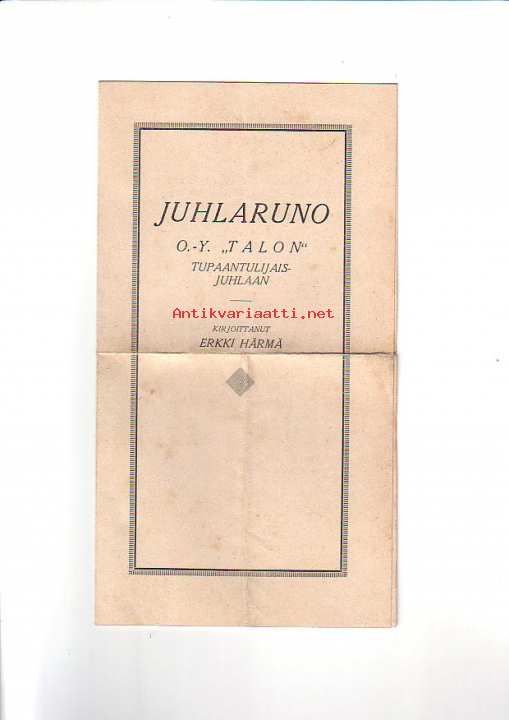 JUHLARUNO
O.-Y. „TALON“
TUPAANTULIJAIS-
JUHLAAN
Antikvariaatti.net
KIRJOITTANUT
ERKKI HÄRMÄ